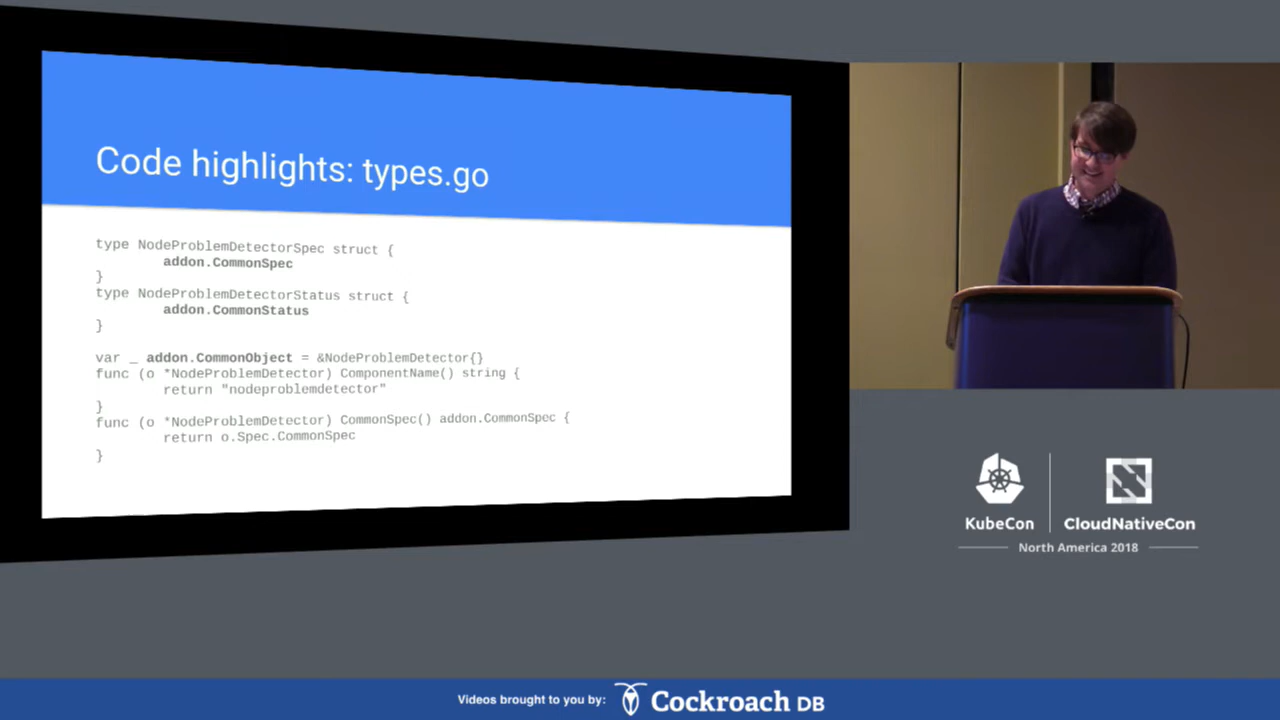 Code highlights: types.go
type NodeProblemDetectorSpec struct {
addon.CommonSpec
}
type NodeProblemDetectorStatus struct {
addon.CommonStatus
}
var _ addon.CommonObject = &NodeProblemDetector{}
func (o *NodeProblemDetector) ComponentName() string {
return "nodeproblemdetector"
}
func (o *NodeProblemDetector) CommonSpec() addon.CommonSpec {
return o.Spec.CommonSpec
}
KubeCon
CloudNativeCon
North America 2018
Videos brought to you by:
Cockroach DB